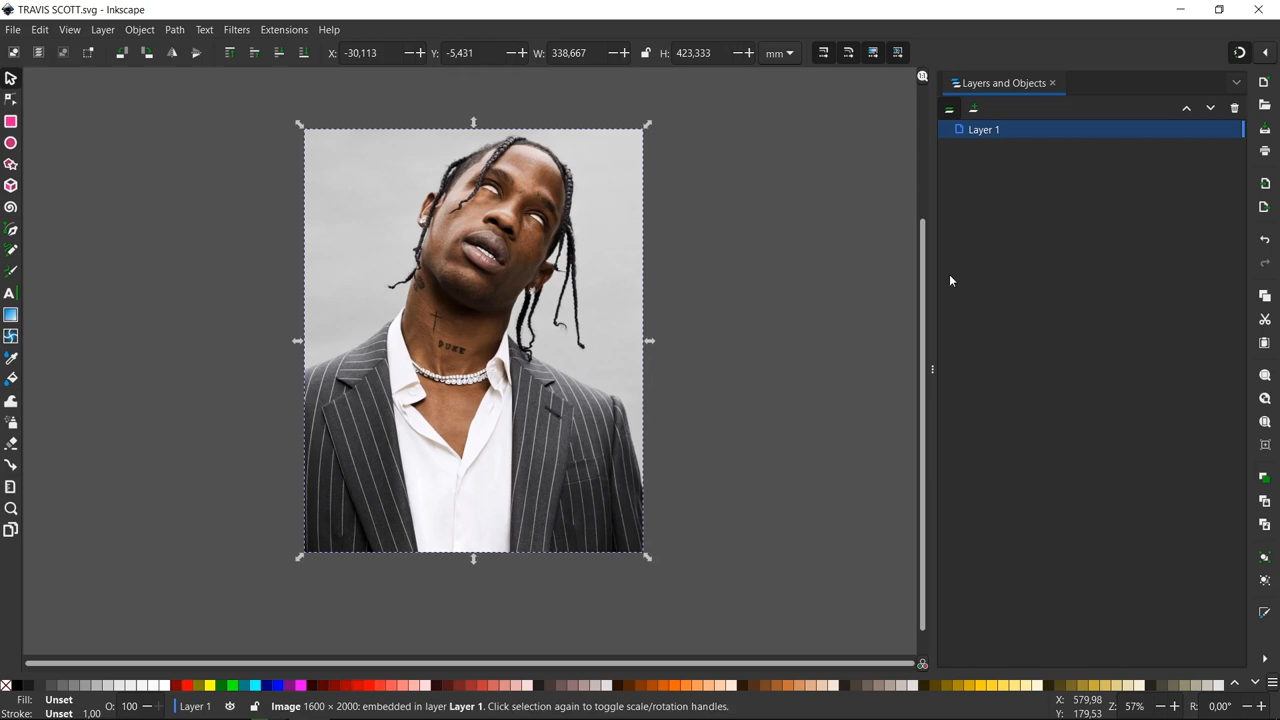 TRAVIS SCOTT.svg - Inkscape
File Edit View Layer Object Path Text Filters Extensions Help
X: -30,113 Y: -5,431 W: 338,667 H: 423,333 mm
Layers and Objects
Layer 1
Fill: Unset O: 100 Layer 1 Image 1600 × 2000: embedded in layer Layer 1. Click selection again to toggle scale/rotation handles. X: 579,98 Z: 57% R: 0,00°
Stroke: Unset 1,00 Y: 179,53